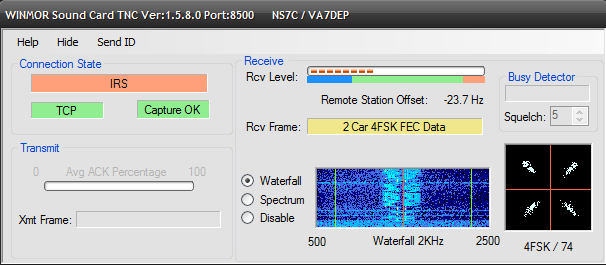 WINMOR Sound Card TNC Ver:1.5.8.0 Port:8500 NS7C / VA7DEP
Help Hide Send ID
Connection State
IRS
TCP Capture OK
Transmit
0 Avg ACK Percentage 100
Xmt Frame:
Receive
Rcv Level:
Remote Station Offset: -23.7 Hz
Rcv Frame: 2 Car 4FSK FEC Data
Waterfall
Spectrum
Disable
500 Waterfall 2KHz 2500
Busy Detector
Squelch: 5
4FSK / 74